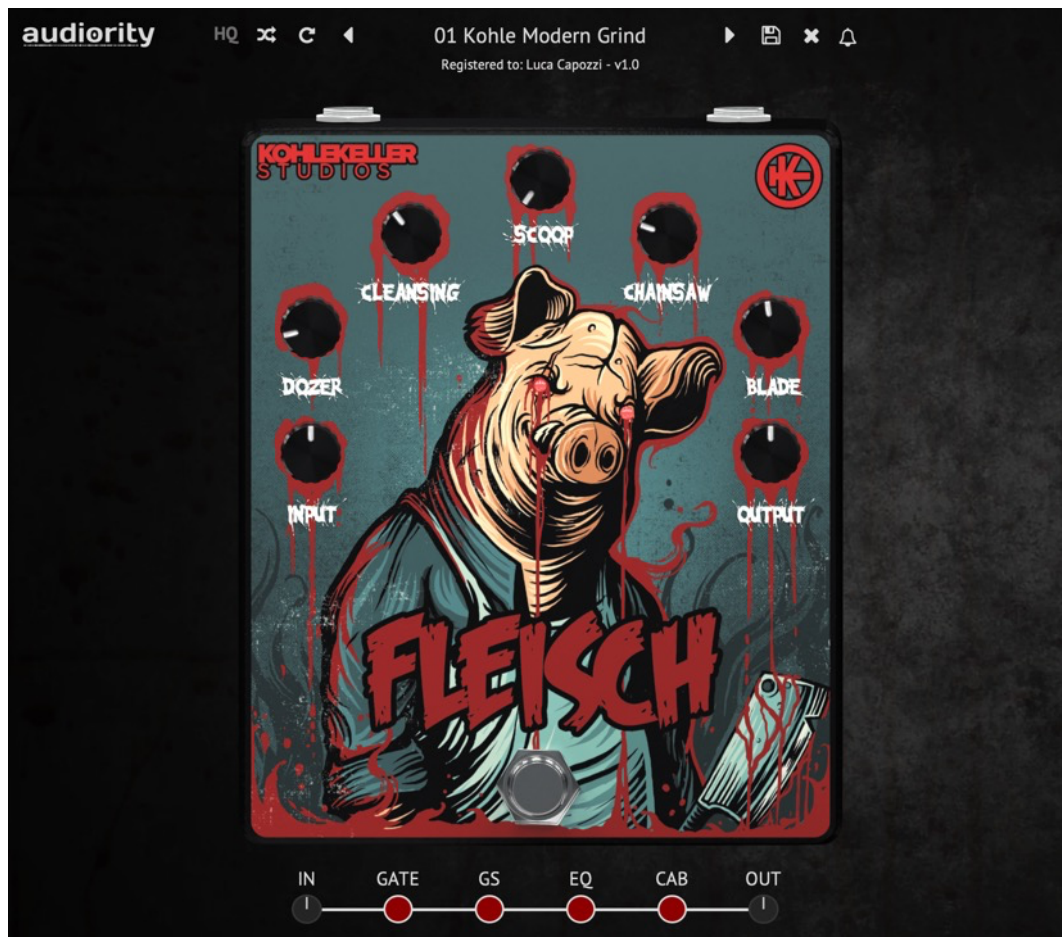 audiority
HQ
01 Kohle Modern Grind
Registered to: Luca Capozzi - v1.0
KOHLEKELLER
STUDIOS
K
SCOOP
CLEANSING
CHAINSAW
DOZER
BLADE
INPUT
OUTPUT
FLEISCH
IN
GATE
GS
EQ
CAB
OUT